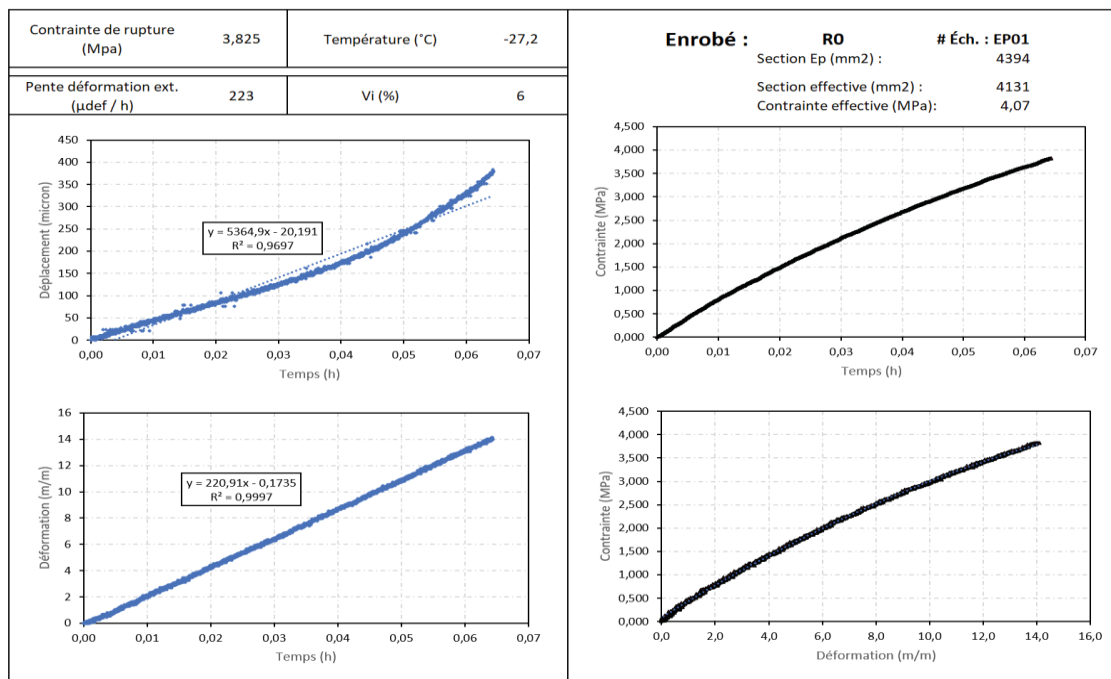 Contrainte de rupture
(Mpa)
3,825
Température (˚C)
-27,2
Pente déformation ext.
(µdef / h)
223
Vi (%)
6
Enrobé :
R0
# Éch. : EP01
Section Ep (mm2) :
4394
Section effective (mm2) :
4131
Contrainte effective (MPa):
4,07
450
400
350
300
250
200
150
100
50
0
Déplacement (micron)
y = 5364,9x - 20,191
R² = 0,9697
0,00 0,01 0,02 0,03 0,04 0,05 0,06 0,07
Temps (h)
4,500
4,000
3,500
3,000
2,500
2,000
1,500
1,000
0,500
0,000
Contrainte (MPa)
0,00 0,01 0,02 0,03 0,04 0,05 0,06 0,07
Temps (h)
16
14
12
10
8
6
4
2
0
Déformation (m/m)
y = 220,91x - 0,1735
R² = 0,9997
0,00 0,01 0,02 0,03 0,04 0,05 0,06 0,07
Temps (h)
4,500
4,000
3,500
3,000
2,500
2,000
1,500
1,000
0,500
0,000
Contrainte (MPa)
0,0 2,0 4,0 6,0 8,0 10,0 12,0 14,0 16,0
Déformation (m/m)